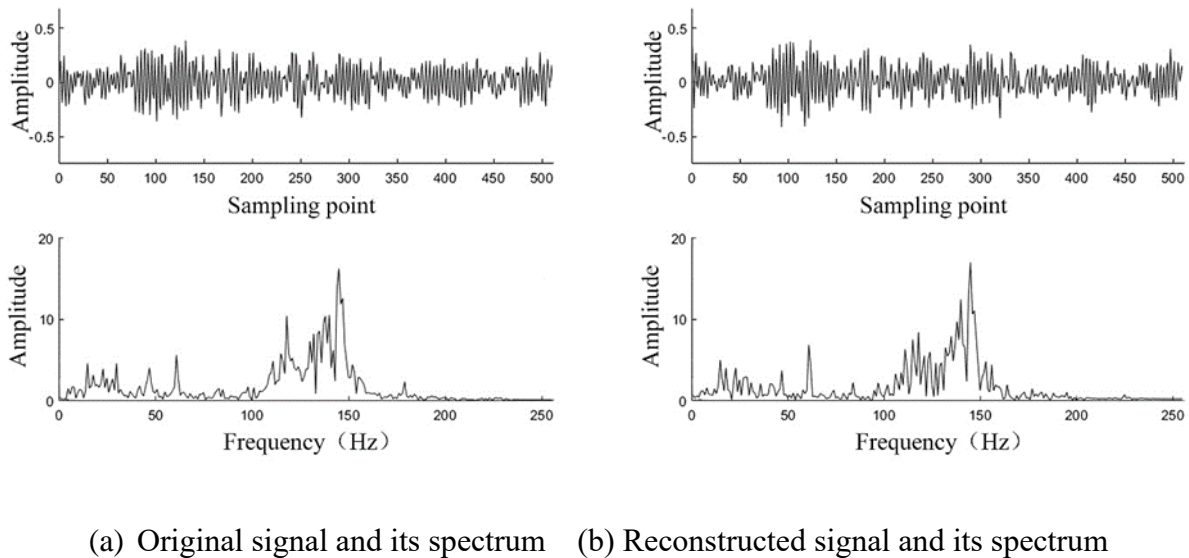 Amplitude
0.5
0
-0.5
0 50 100 150 200 250 300 350 400 450 500
Sampling point
Amplitude
20
10
0
0 50 100 150 200 250
Frequency（Hz）
Amplitude
0.5
0
-0.5
0 50 100 150 200 250 300 350 400 450 500
Sampling point
Amplitude
20
10
0
0 50 100 150 200 250
Frequency（Hz）
(a) Original signal and its spectrum (b) Reconstructed signal and its spectrum